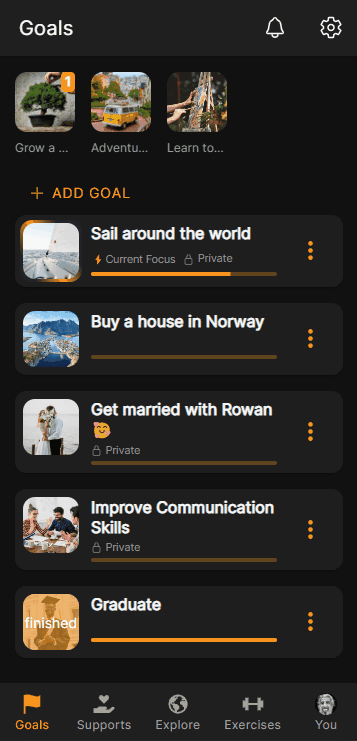 Goals
1
Grow a ...
Adventu...
Learn to...
+ ADD GOAL
Sail around the world
Current Focus Private
Buy a house in Norway
Get married with Rowan
🥰
Private
Improve Communication
Skills
Private
finished
Graduate
Goals Supports Explore Exercises You